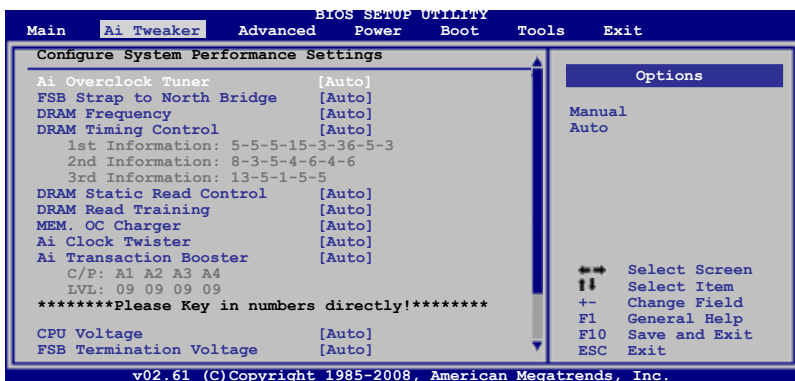 BIOS SETUP UTILITY
Main Ai Tweaker Advanced Power Boot Tools Exit
Configure System Performance Settings
Ai Overclock Tuner [Auto]
FSB Strap to North Bridge [Auto]
DRAM Frequency [Auto]
DRAM Timing Control [Auto]
1st Information: 5-5-5-15-3-36-5-3
2nd Information: 8-3-5-4-6-4-6
3rd Information: 13-5-1-5-5
DRAM Static Read Control [Auto]
DRAM Read Training [Auto]
MEM. OC Charger [Auto]
Ai Clock Twister [Auto]
Ai Transaction Booster [Auto]
C/P: A1 A2 A3 A4
LVL: 09 09 09 09
********Please Key in numbers directly!********
CPU Voltage [Auto]
FSB Termination Voltage [Auto]
Options
Manual
Auto
Select Screen
Select Item
+- Change Field
F1 General Help
F10 Save and Exit
ESC Exit
v02.61 (C)Copyright 1985-2008, American Megatrends, Inc.